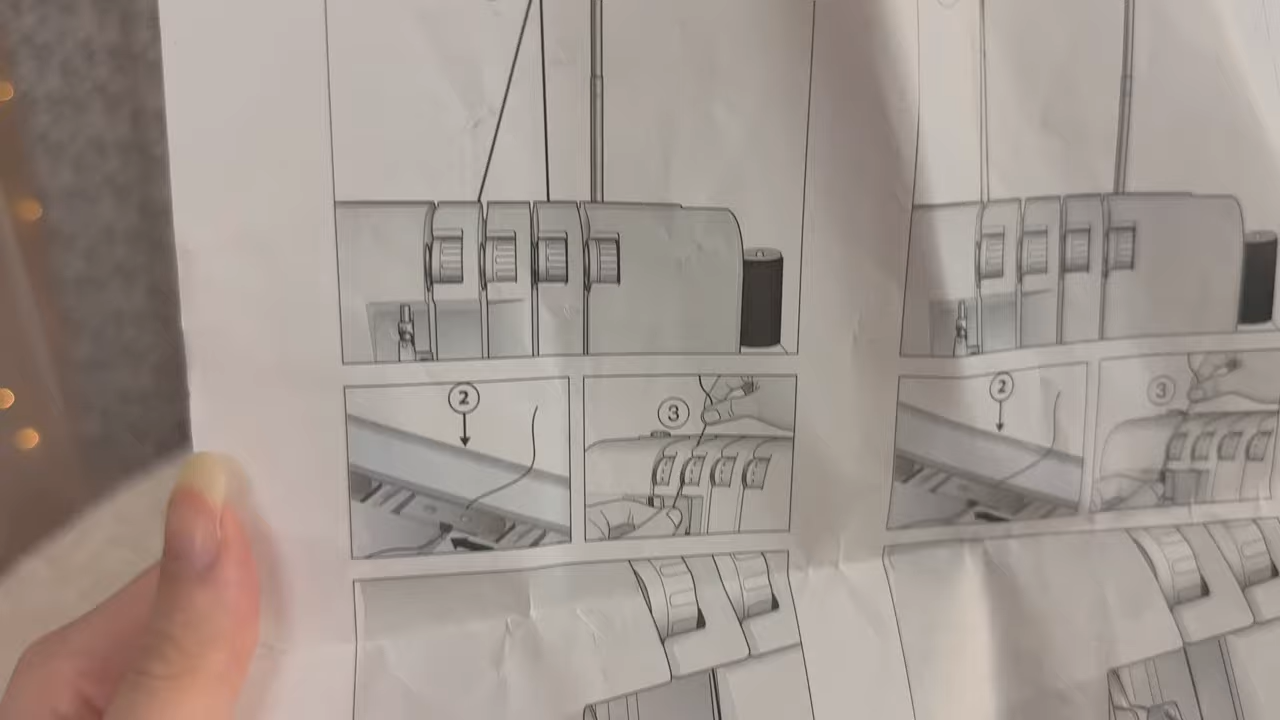 ②
③
②
③